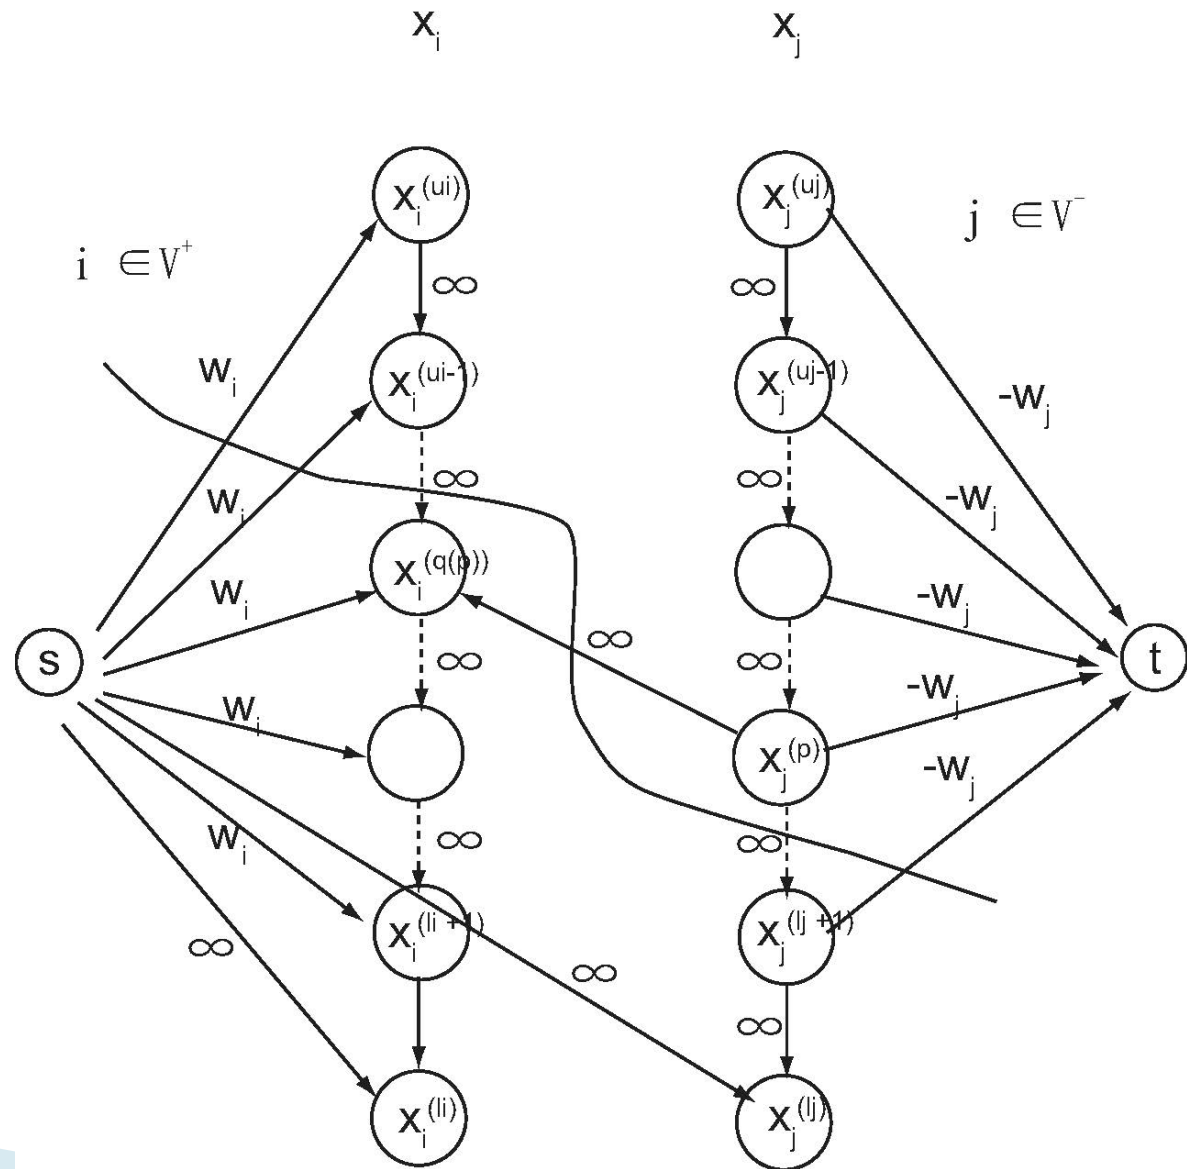 x_i x_j
x_i^(ui) x_j^(uj)
j ∈V^-
i ∈V^+
∞ ∞
w_i x_i^(ui-1) x_j^(uj-1) -w_j
∞ ∞
w_i -w_j
x_i^(q(p))
w_i -w_j
∞
s ∞ ∞ t
-w_j
w_i
x_j^(p) -w_j
w_i ∞ ∞
x_i^(li +1) x_j^(lj +1)
∞ ∞
∞
x_i^(li) x_j^(lj)